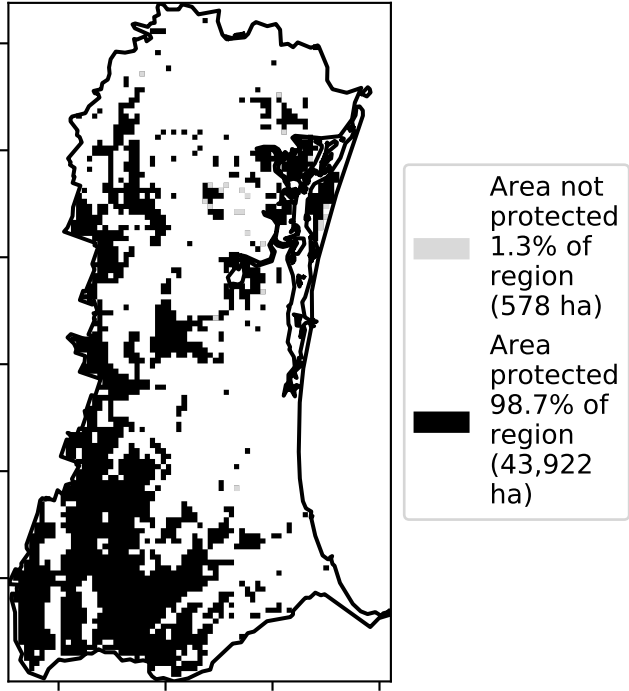 Area not
protected
1.3% of
region
(578 ha)
Area
protected
98.7% of
region
(43,922
ha)